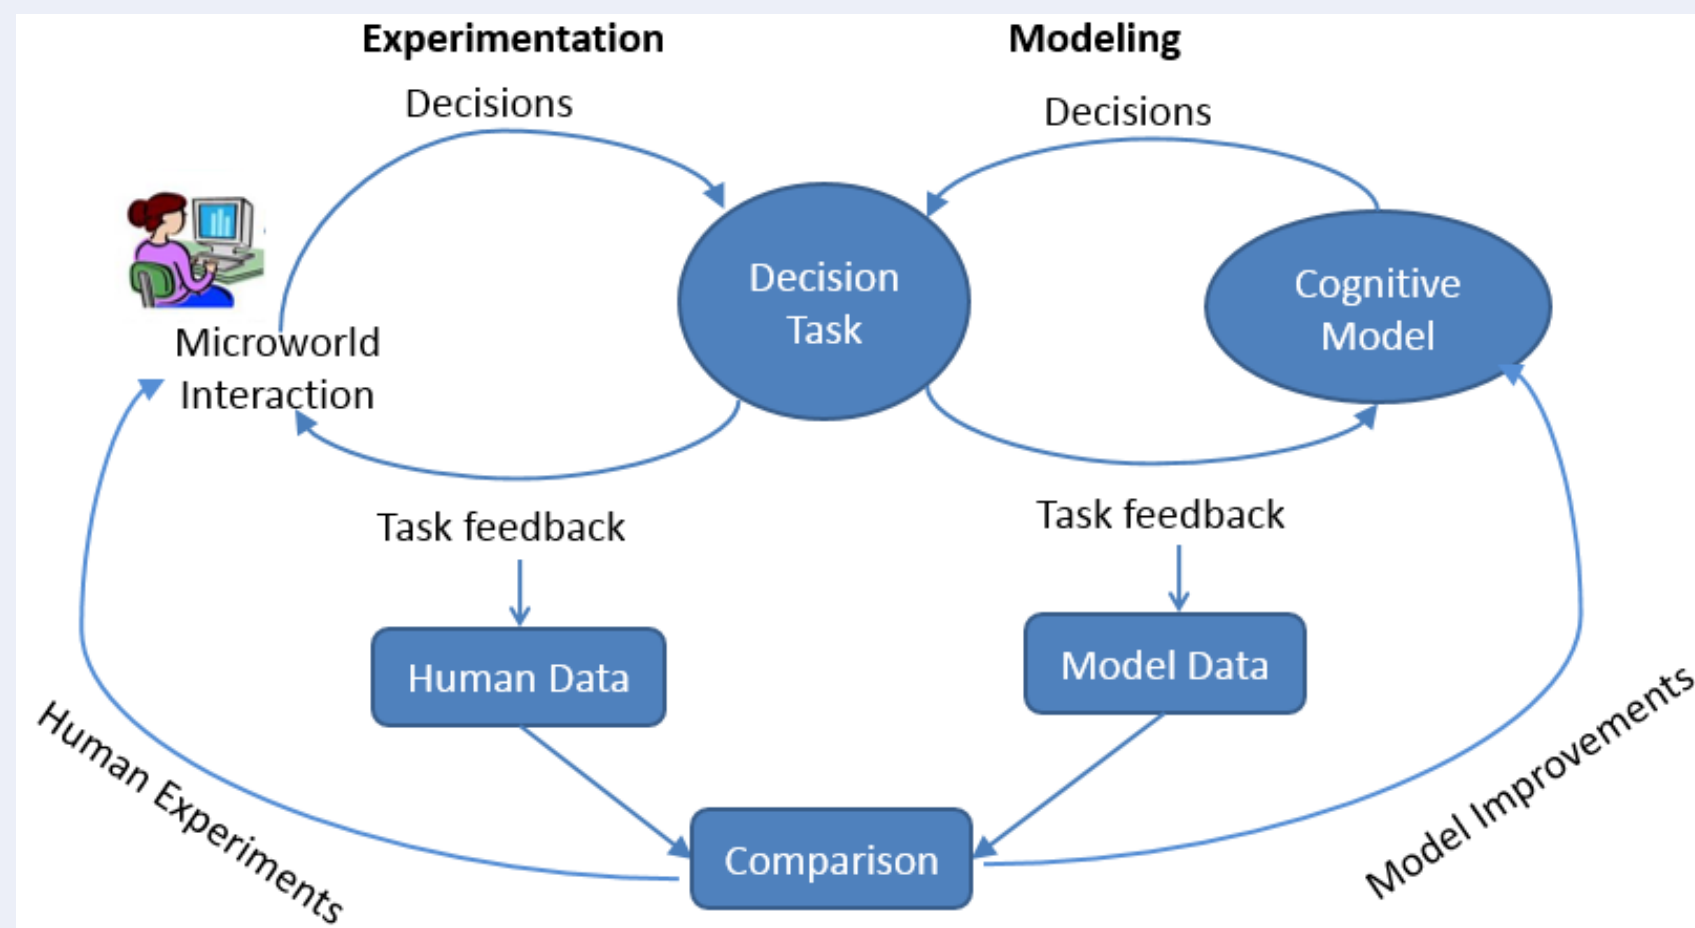 Experimentation
Modeling
Decisions
Decisions
Decision
Task
Cognitive
Model
Microworld
Interaction
Task feedback
Task feedback
Human Data
Model Data
Human Experiments
Comparison
Model Improvements